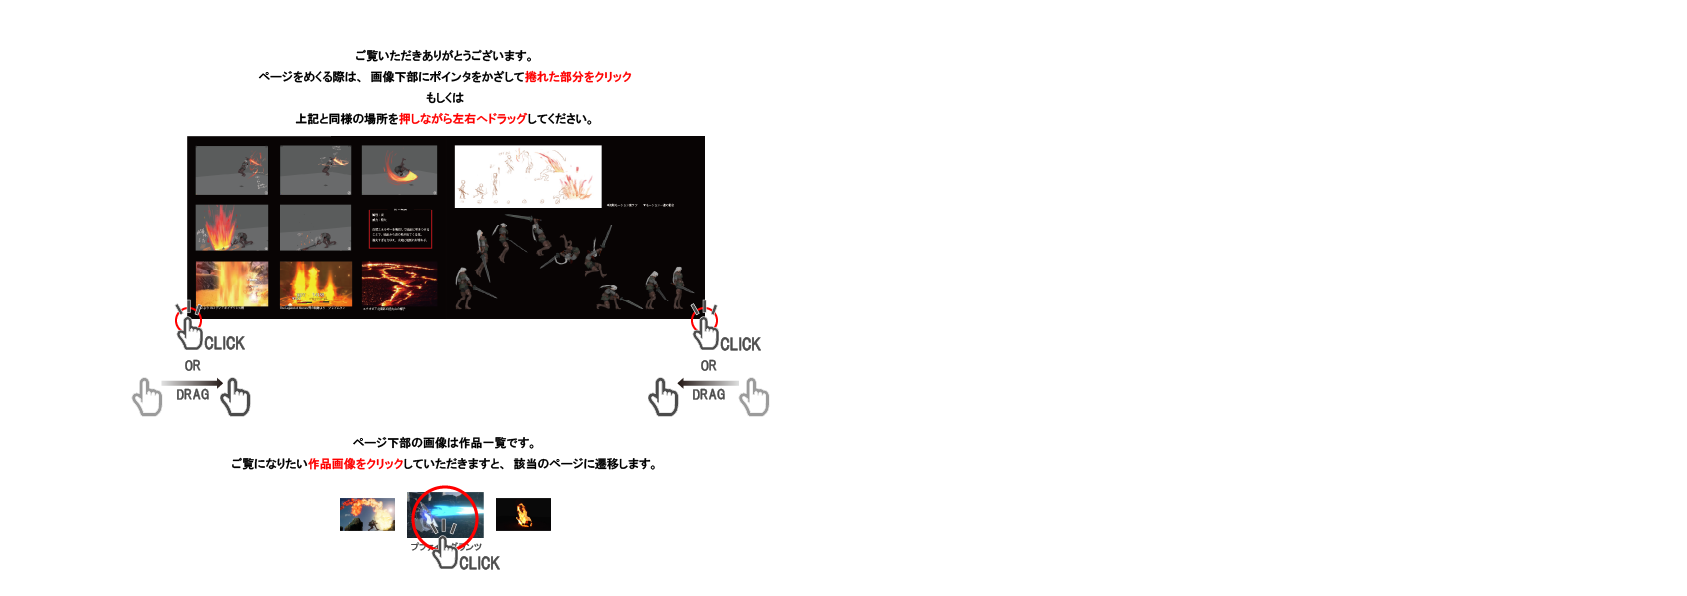 ご覧いただきありがとうございます。
ページをめくる際は、画像下部にポインタをかざして捲れた部分をクリック
もしくは
上記と同様の場所を押しながら左右へドラッグしてください。
CLICK
CLICK
OR
OR
DRAG
DRAG
ページ下部の画像は作品一覧です。
ご覧になりたい作品画像をクリックしていただきますと、該当のページに遷移します。
CLICK